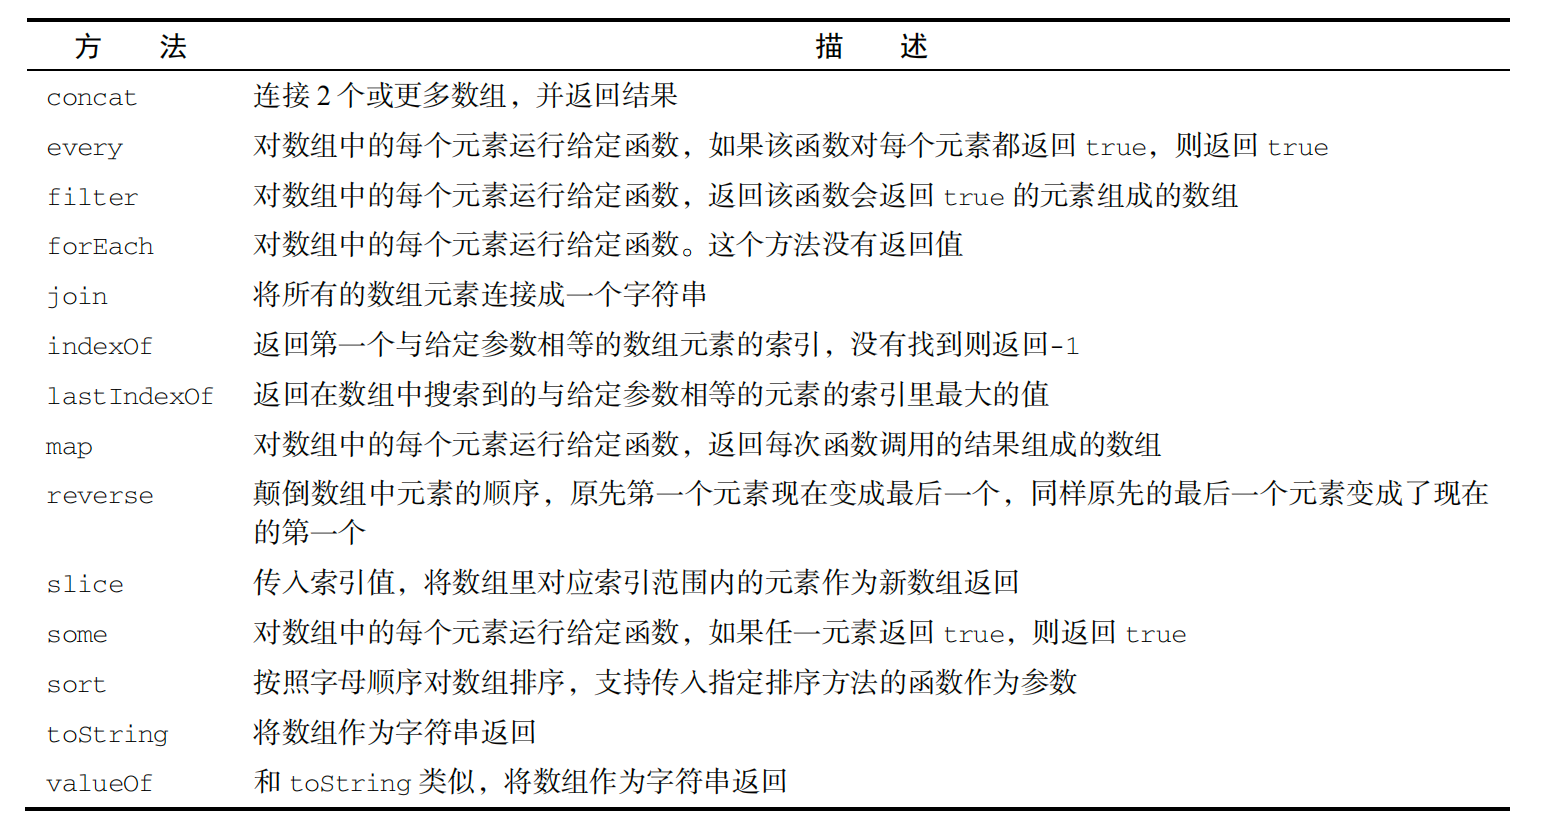 方 法 描 述
concat 连接 2 个或更多数组，并返回结果
every 对数组中的每个元素运行给定函数，如果该函数对每个元素都返回 true，则返回 true
filter 对数组中的每个元素运行给定函数，返回该函数会返回 true 的元素组成的数组
forEach 对数组中的每个元素运行给定函数。这个方法没有返回值
join 将所有的数组元素连接成一个字符串
indexOf 返回第一个与给定参数相等的数组元素的索引，没有找到则返回-1
lastIndexOf 返回在数组中搜索到的与给定参数相等的元素的索引里最大的值
map 对数组中的每个元素运行给定函数，返回每次函数调用的结果组成的数组
reverse 颠倒数组中元素的顺序，原先第一个元素现在变成最后一个，同样原先的最后一个元素变成了现在
的第一个
slice 传入索引值，将数组里对应索引范围内的元素作为新数组返回
some 对数组中的每个元素运行给定函数，如果任一元素返回 true，则返回 true
sort 按照字母顺序对数组排序，支持传入指定排序方法的函数作为参数
toString 将数组作为字符串返回
valueOf 和 toString 类似，将数组作为字符串返回